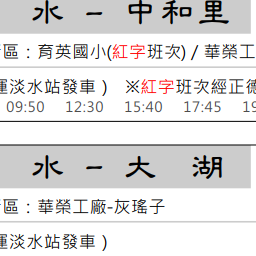 水 – 中和里
區：育英國小(紅字班次) / 華榮工
運淡水站發車 )　※紅字班次經正德
09:50 12:30 15:40 17:45 19
水 – 大 湖
區：華榮工廠-灰瑤子
運淡水站發車 )